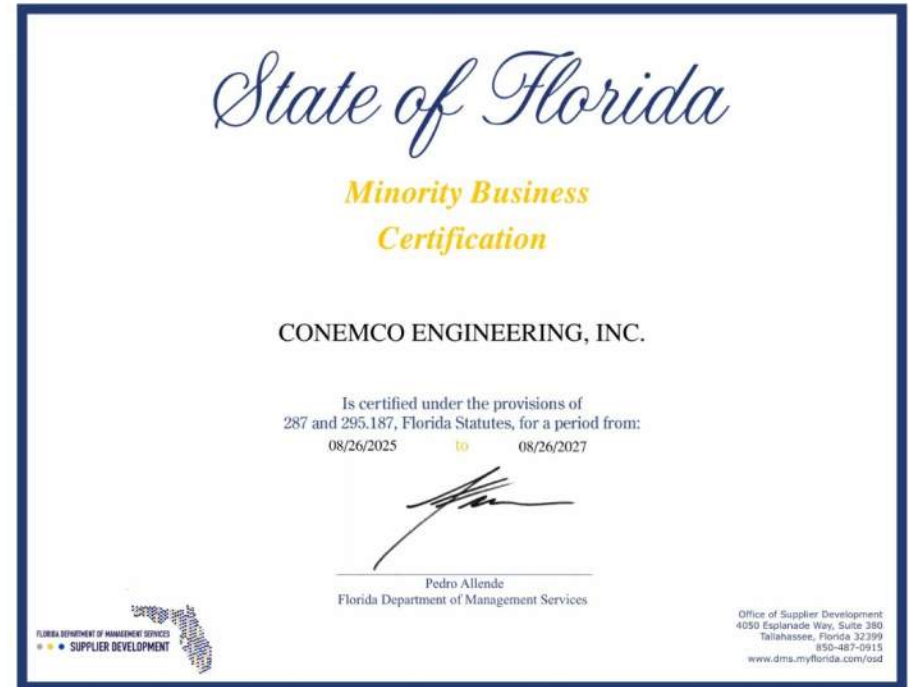 State of Florida
Minority Business
Certification
CONEMCO ENGINEERING, INC.
Is certified under the provisions of
287 and 295.187, Florida Statutes, for a period from:
08/26/2025 to 08/26/2027
Pedro Allende
Florida Department of Management Services
FLORIDA DEPARTMENT OF MANAGEMENT SERVICES
SUPPLIER DEVELOPMENT
Office of Supplier Development
4050 Esplanade Way, Suite 380
Tallahassee, Florida 32399
850-487-0915
www.dms.myflorida.com/osd